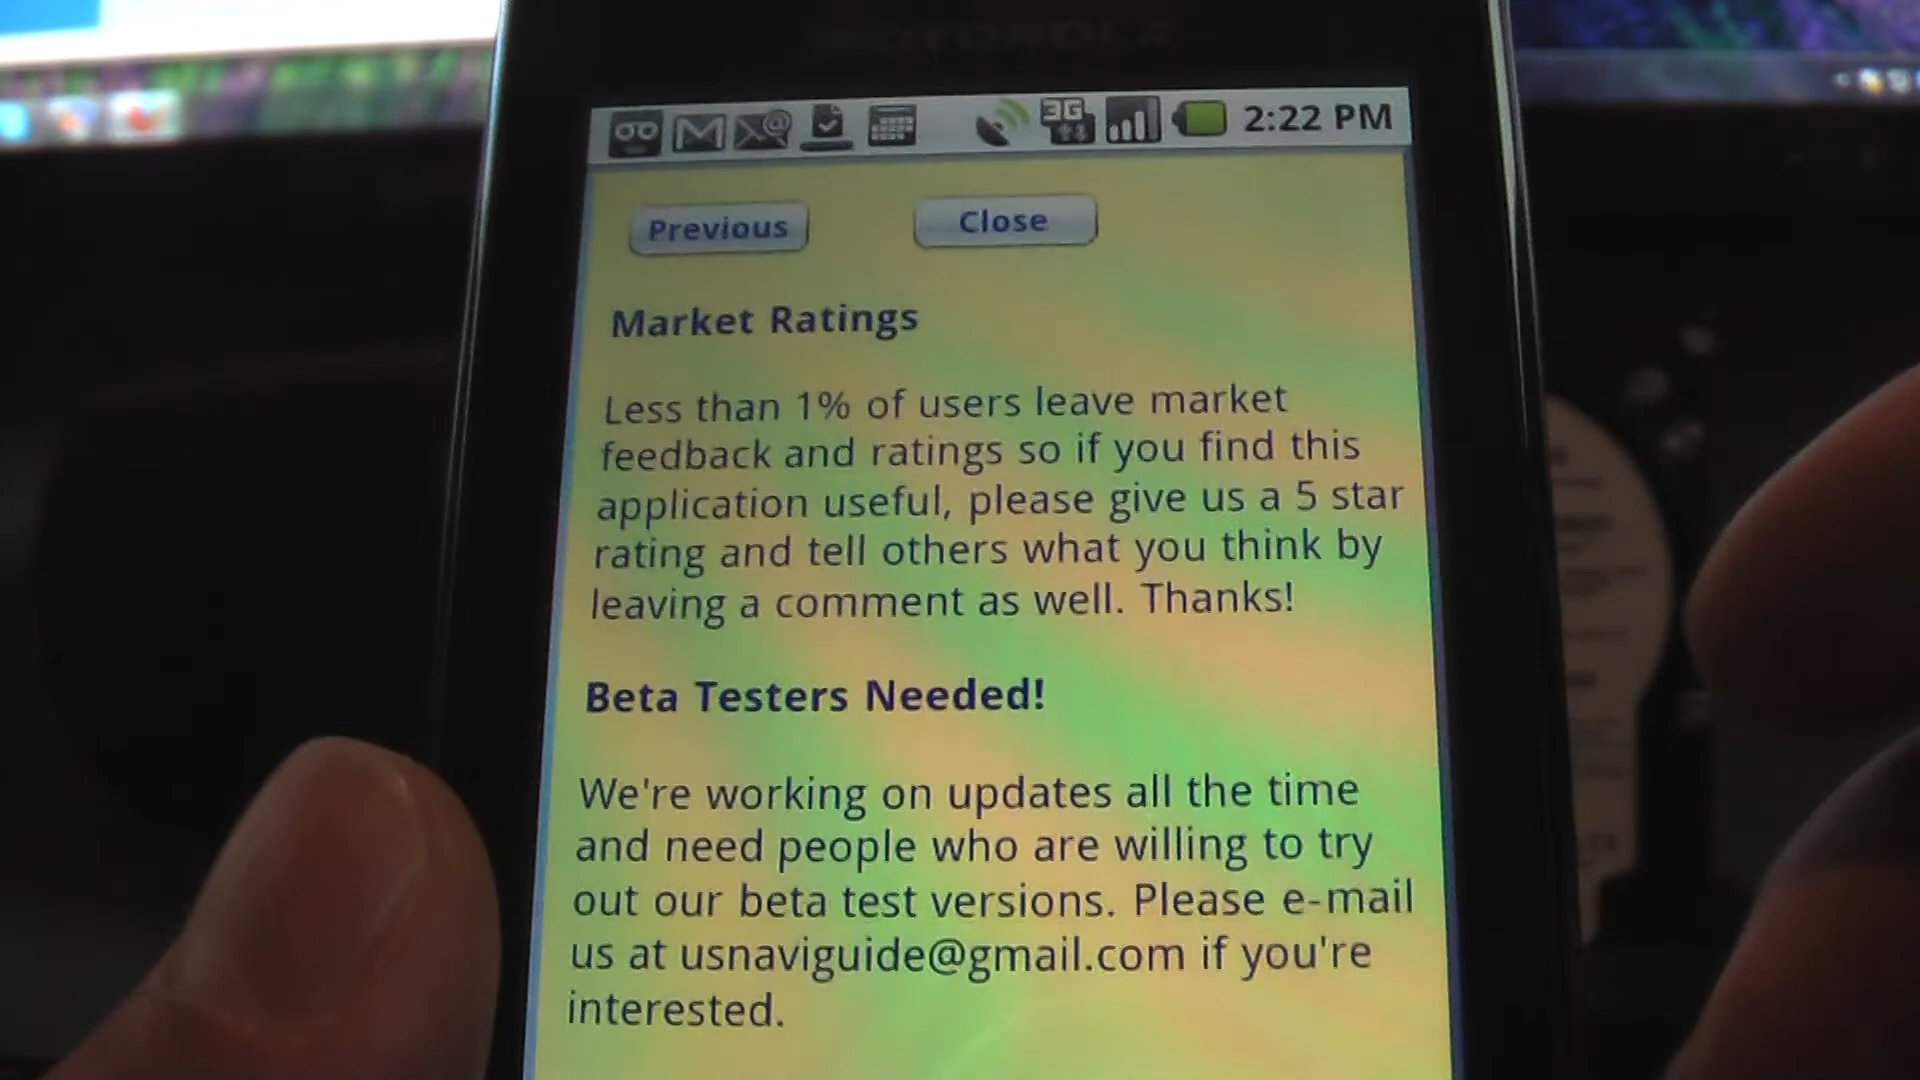 MOTOROLA
3G 2:22 PM
Previous Close
Market Ratings
Less than 1% of users leave market
feedback and ratings so if you find this
application useful, please give us a 5 star
rating and tell others what you think by
leaving a comment as well. Thanks!
Beta Testers Needed!
We're working on updates all the time
and need people who are willing to try
out our beta test versions. Please e-mail
us at usnaviguide@gmail.com if you're
interested.